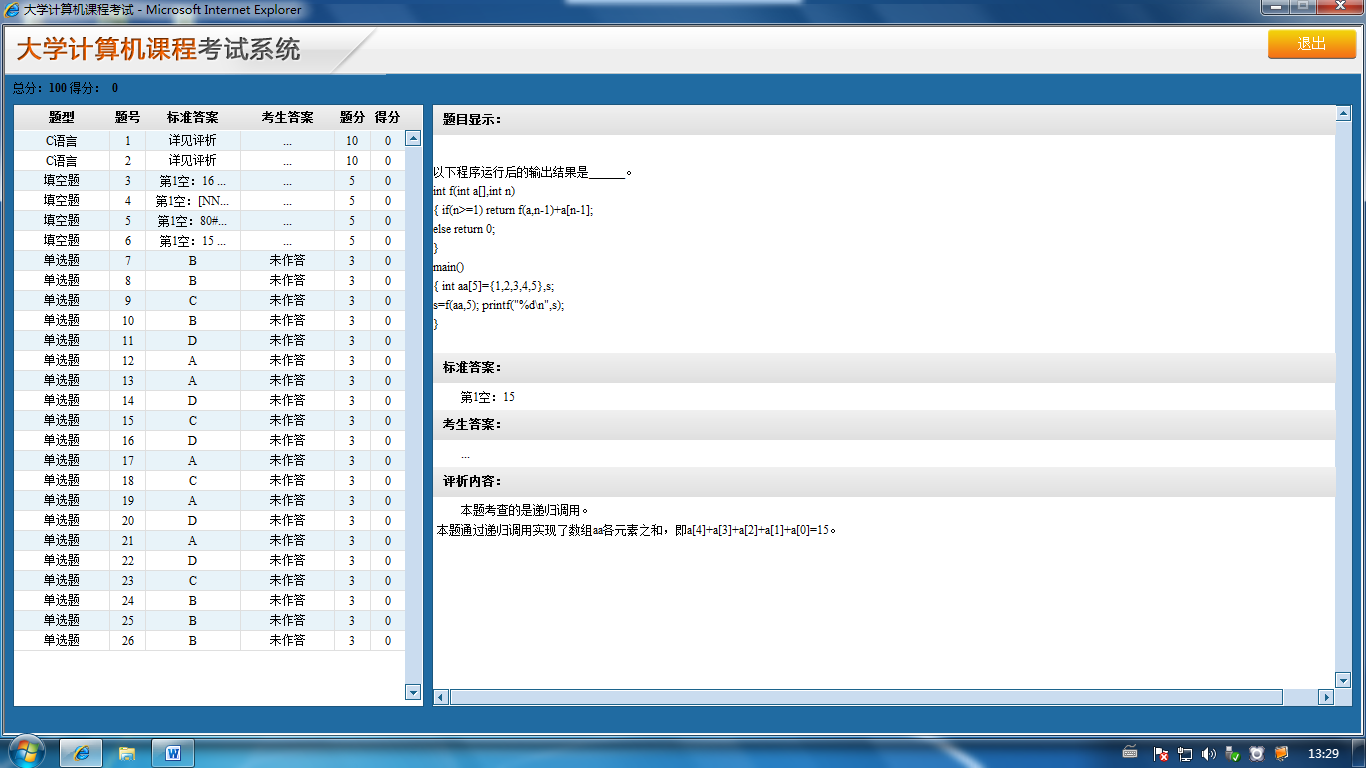 大学计算机课程考试 - Microsoft Internet Explorer
大学计算机课程考试系统
退出
总分：100 得分： 0
题型 题号 标准答案 考生答案 题分 得分
C语言 1 详见评析 ... 10 0
C语言 2 详见评析 ... 10 0
填空题 3 第1空：16 ... ... 5 0
填空题 4 第1空：[NN... ... 5 0
填空题 5 第1空：80#... ... 5 0
填空题 6 第1空：15 ... ... 5 0
单选题 7 B 未作答 3 0
单选题 8 B 未作答 3 0
单选题 9 C 未作答 3 0
单选题 10 B 未作答 3 0
单选题 11 D 未作答 3 0
单选题 12 A 未作答 3 0
单选题 13 A 未作答 3 0
单选题 14 D 未作答 3 0
单选题 15 C 未作答 3 0
单选题 16 D 未作答 3 0
单选题 17 A 未作答 3 0
单选题 18 C 未作答 3 0
单选题 19 A 未作答 3 0
单选题 20 D 未作答 3 0
单选题 21 A 未作答 3 0
单选题 22 D 未作答 3 0
单选题 23 C 未作答 3 0
单选题 24 B 未作答 3 0
单选题 25 B 未作答 3 0
单选题 26 B 未作答 3 0
题目显示：
以下程序运行后的输出结果是______。
int f(int a[],int n)
{ if(n>=1) return f(a,n-1)+a[n-1];
else return 0;
}
main()
{ int aa[5]={1,2,3,4,5},s;
s=f(aa,5); printf("%d\n",s);
}
标准答案：
第1空：15
考生答案：
...
评析内容：
本题考查的是递归调用。
本题通过递归调用实现了数组aa各元素之和，即a[4]+a[3]+a[2]+a[1]+a[0]=15。
13:29